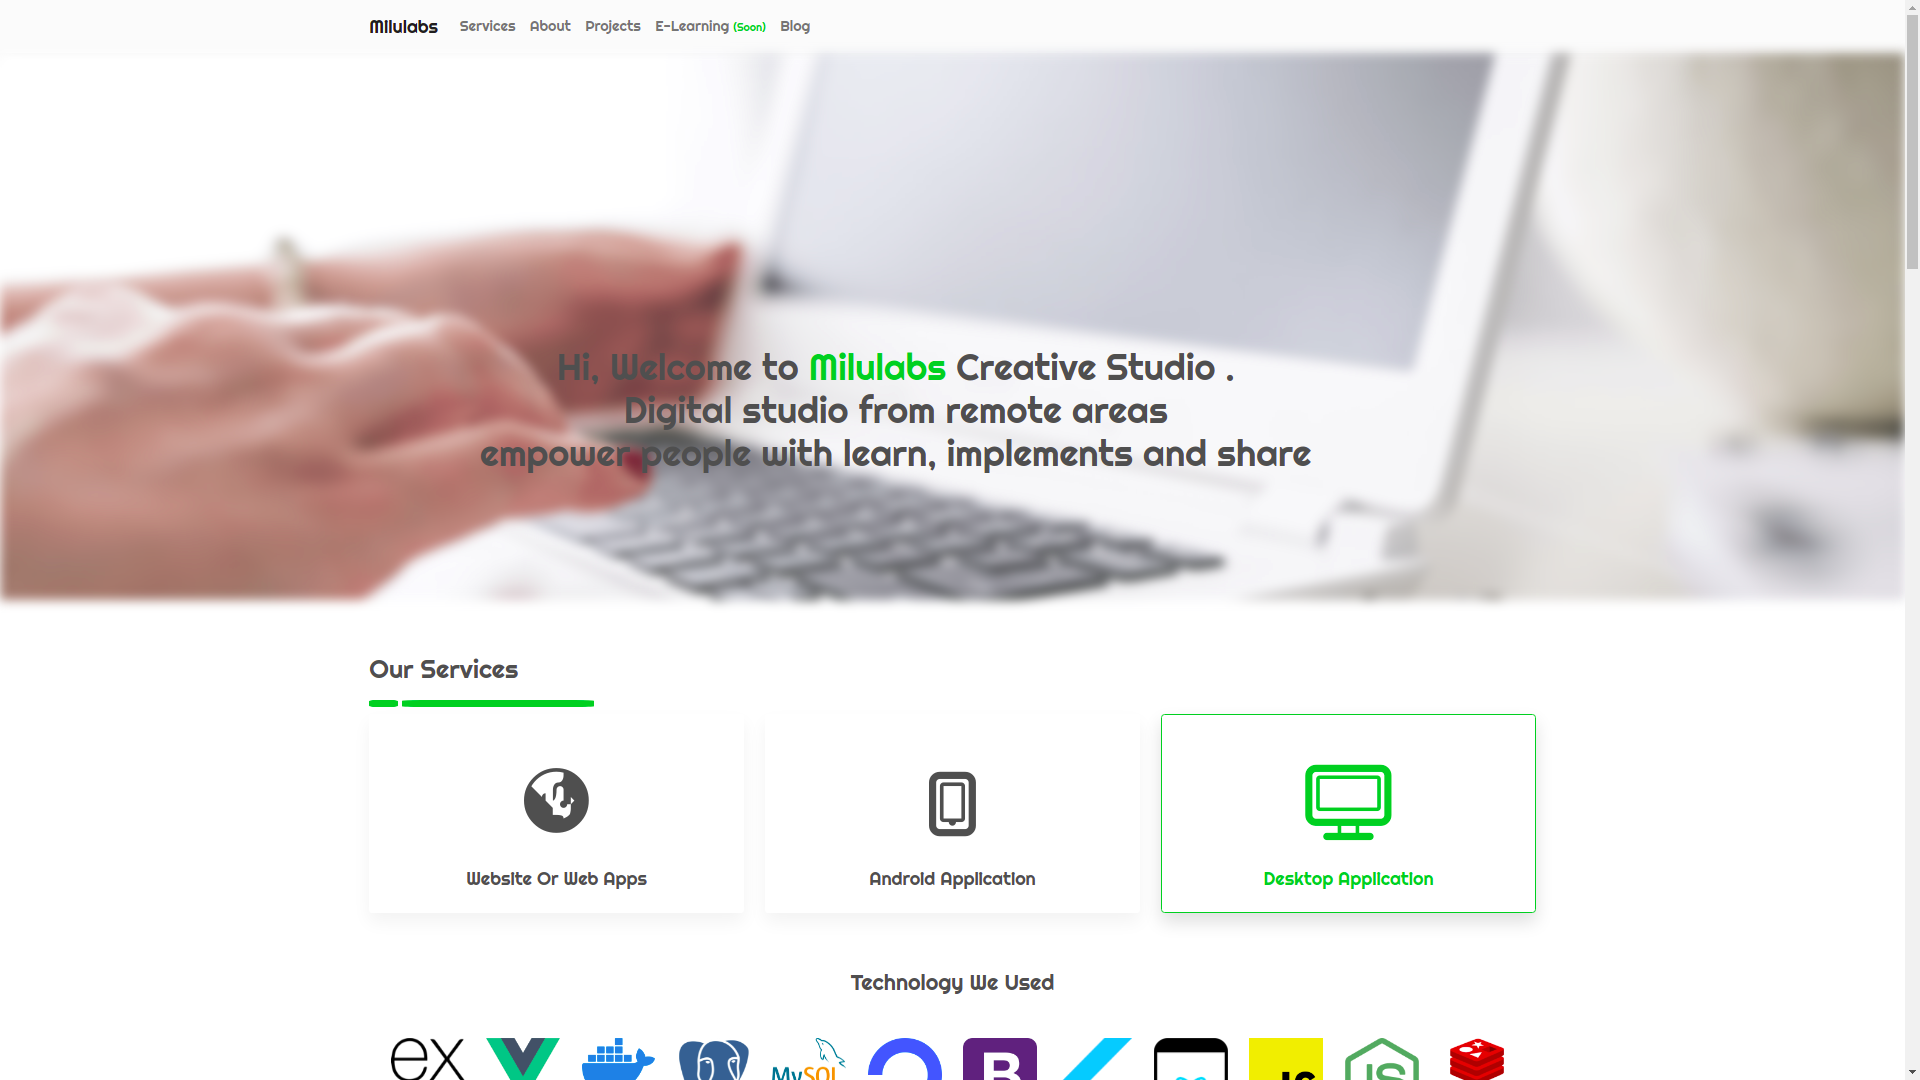 Milulabs Services About Projects E-Learning (Soon) Blog
Hi, Welcome to Milulabs Creative Studio .
Digital studio from remote areas
empower people with learn, implements and share
Our Services
Website Or Web Apps
Android Application
Desktop Application
Technology We Used
ex
MySQL
B
JS
JS